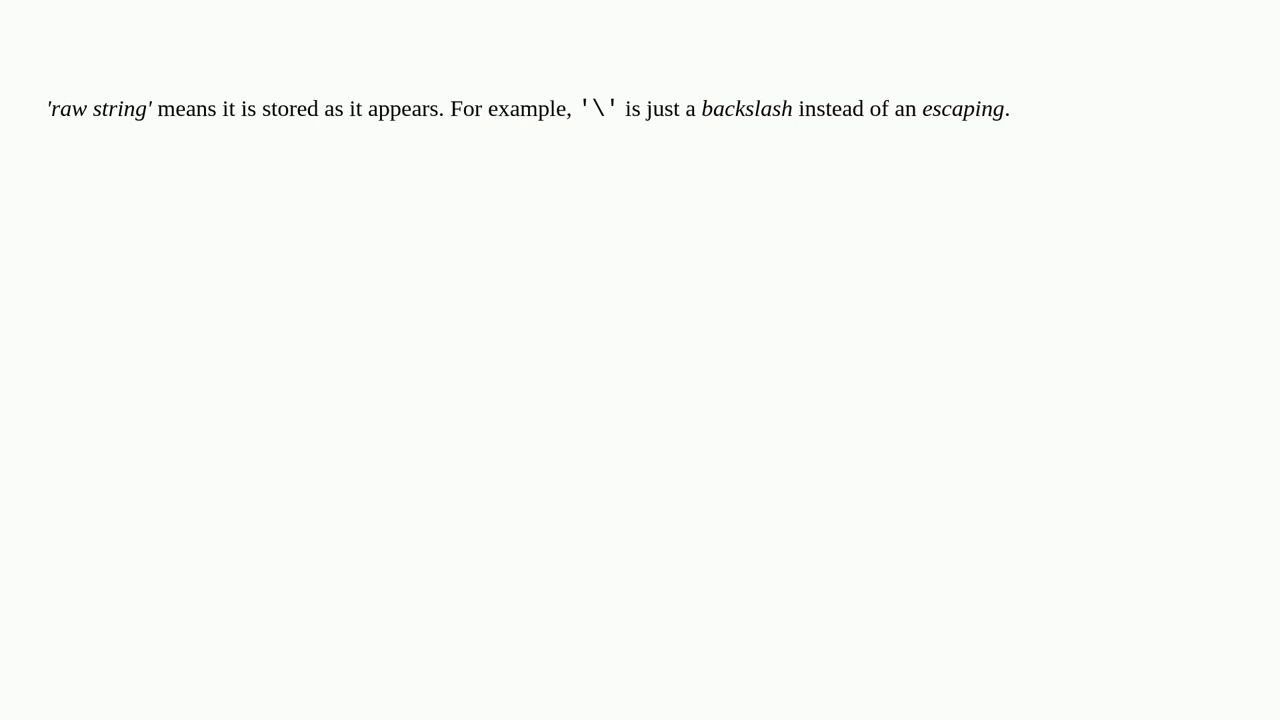 'raw string' means it is stored as it appears. For example, '\' is just a backslash instead of an escaping.